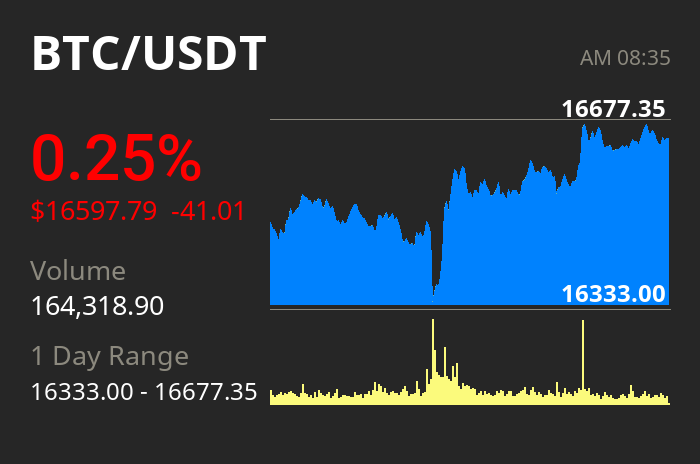 BTC/USDT
AM 08:35
0.25%
$16597.79 -41.01
Volume
164,318.90
1 Day Range
16333.00 - 16677.35
16677.35
16333.00